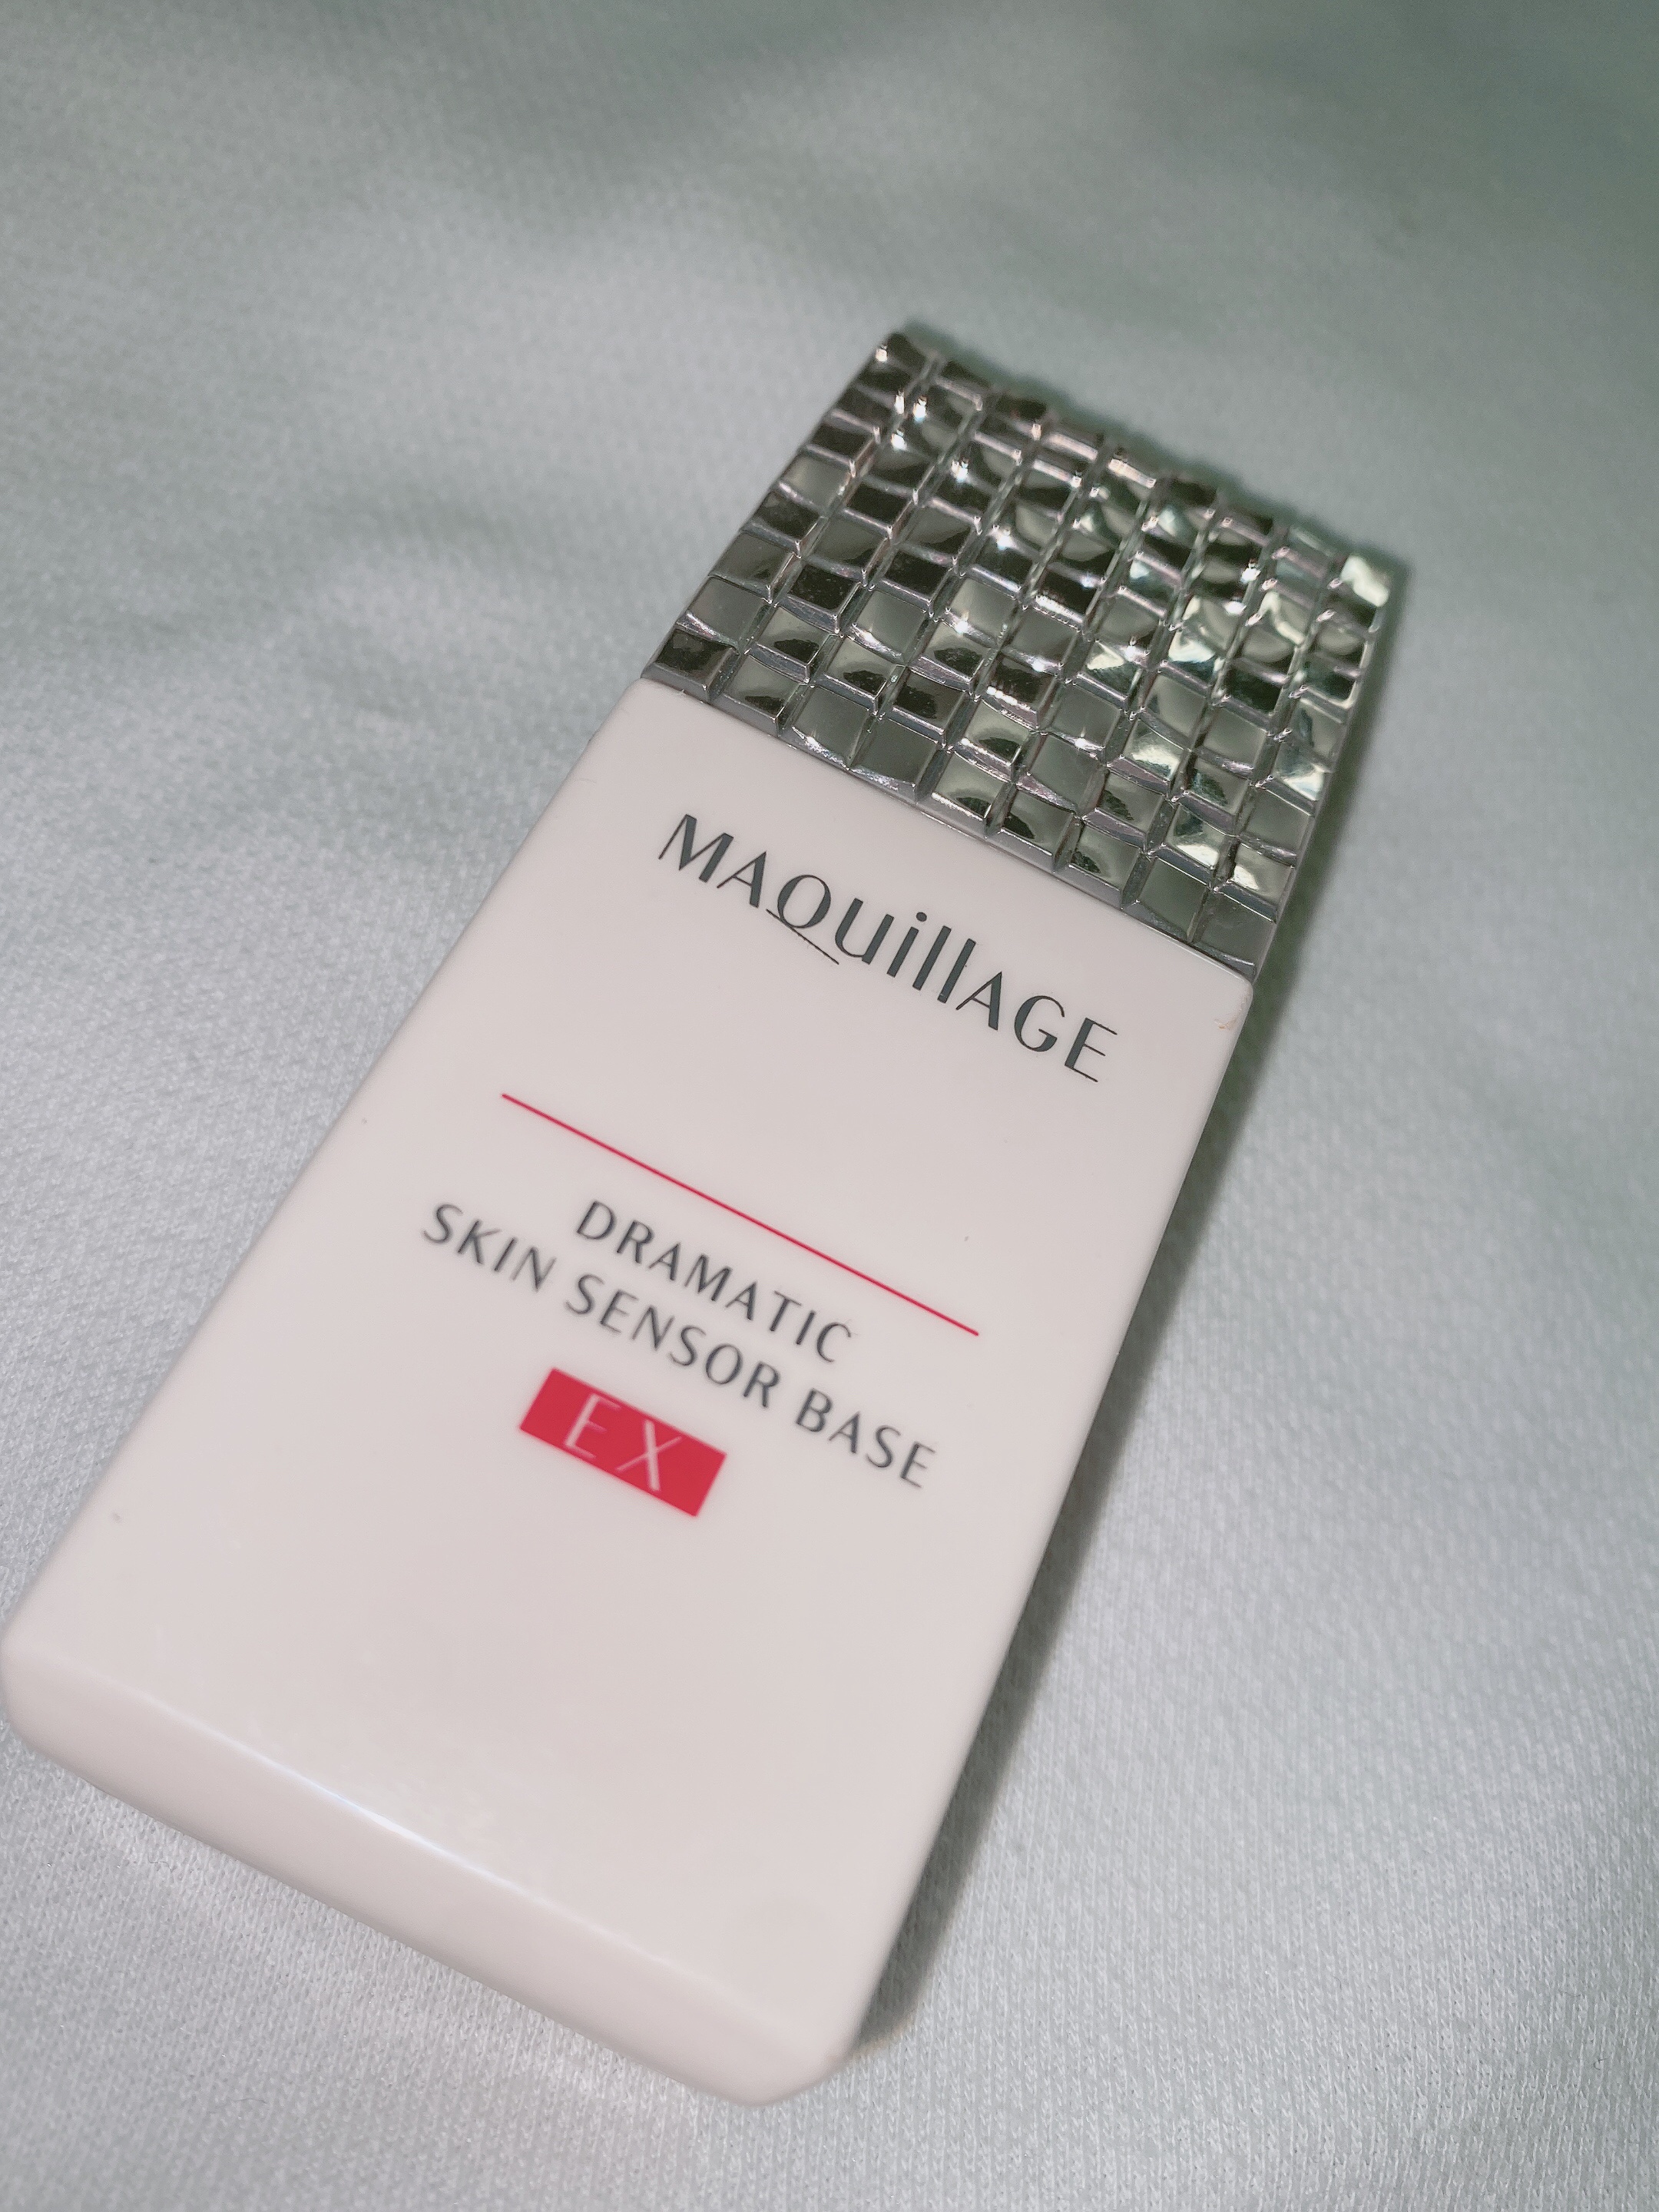 MAQuillAGE
DRAMATIC
SKIN SENSOR BASE
EX